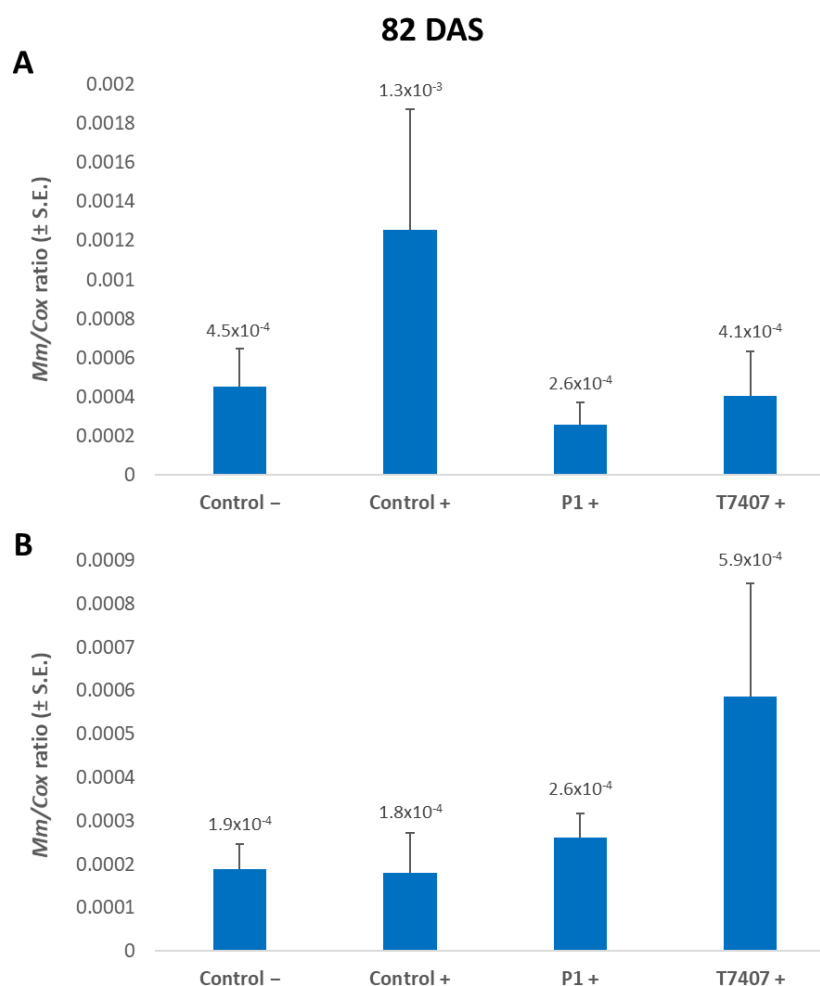 82 DAS
A
Mm/Cox ratio (± S.E.)
0.002
0.0018
0.0016
0.0014
0.0012
0.001
0.0008
0.0006
0.0004
0.0002
0
4.5x10⁻⁴
1.3x10⁻³
2.6x10⁻⁴
4.1x10⁻⁴
Control –
Control +
P1 +
T7407 +
B
Mm/Cox ratio (± S.E.)
0.0009
0.0008
0.0007
0.0006
0.0005
0.0004
0.0003
0.0002
0.0001
0
1.9x10⁻⁴
1.8x10⁻⁴
2.6x10⁻⁴
5.9x10⁻⁴
Control –
Control +
P1 +
T7407 +